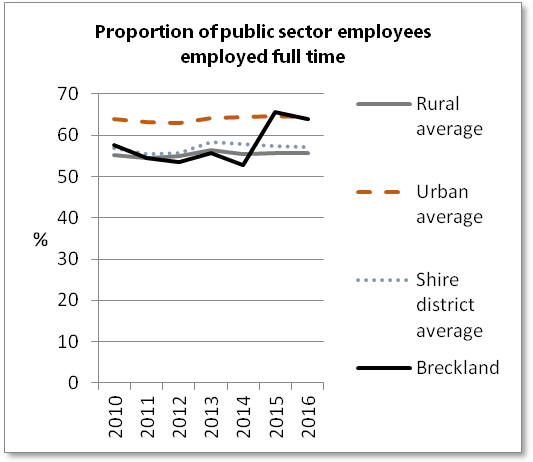 Proportion of public sector employees
employed full time
70
60
50
40
30
20
10
0
%
2010
2011
2012
2013
2014
2015
2016
Rural
average
Urban
average
Shire
district
average
Breckland